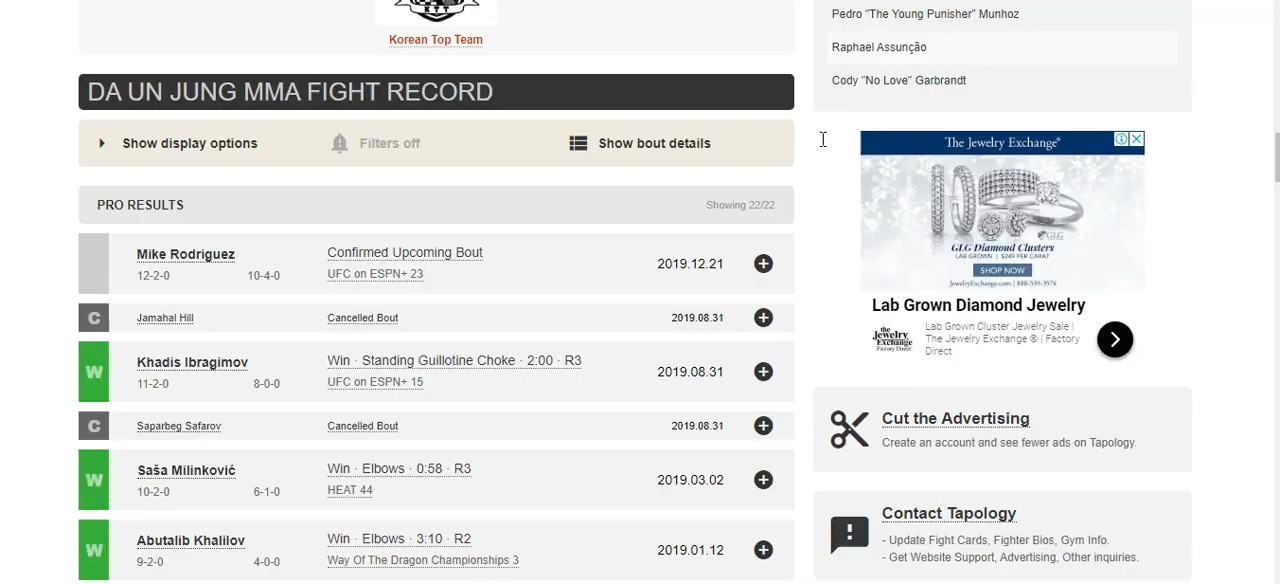 KTT
Korean Top Team
DA UN JUNG MMA FIGHT RECORD
Show display options
Filters off
Show bout details
PRO RESULTS
Showing 22/22
Mike Rodriguez
Confirmed Upcoming Bout
12-2-0
10-4-0
UFC on ESPN+ 23
2019.12.21
C
Jamahal Hill
Cancelled Bout
2019.08.31
W
Khadis Ibragimov
Win · Standing Guillotine Choke · 2:00 · R3
11-2-0
8-0-0
UFC on ESPN+ 15
2019.08.31
C
Saparbeg Safarov
Cancelled Bout
2019.08.31
W
Saša Milinković
Win · Elbows · 0:58 · R3
10-2-0
6-1-0
HEAT 44
2019.03.02
W
Abutalib Khalilov
Win · Elbows · 3:10 · R2
9-2-0
4-0-0
Way Of The Dragon Championships 3
2019.01.12
Pedro "The Young Punisher" Munhoz
Raphael Assunção
Cody "No Love" Garbrandt
The Jewelry Exchange®
GLG
GLG Diamond Clusters
LAB GROWN | $249 PER CARAT
SHOP NOW
JewelryExchange.com | 888-539-3574
Lab Grown Diamond Jewelry
the Jewelry Exchange Factory Direct
Lab Grown Cluster Jewelry Sale |
The Jewelry Exchange ® | Factory
Direct
Cut the Advertising
Create an account and see fewer ads on Tapology.
Contact Tapology
- Update Fight Cards, Fighter Bios, Gym Info.
- Get Website Support, Advertising, Other inquiries.